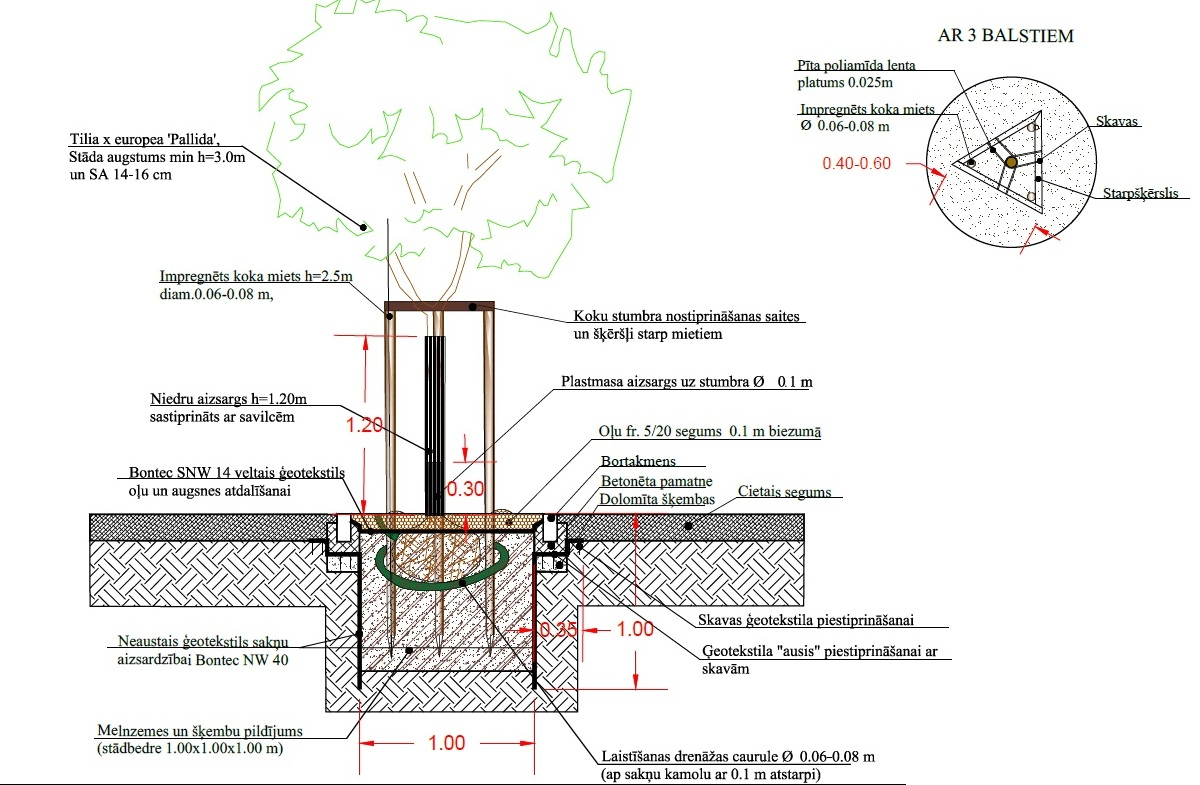 AR 3 BALSTIEM
Pīta poliamīda lenta
platums 0.025m
Impregnēts koka miets
Ø 0.06-0.08 m
0.40-0.60
Skavas
Starpšķērslis
Tilia x europea 'Pallida',
Stāda augstums min h=3.0m
un SA 14-16 cm
Impregnēts koka miets h=2.5m
diam.0.06-0.08 m,
Koku stumbra nostiprināšanas saites
un šķēršļi starp mietiem
Plastmasa aizsargs uz stumbra Ø 0.1 m
Niedru aizsargs h=1.20m
sastiprināts ar savilcēm
1.20
Oļu fr. 5/20 segums 0.1 m biezumā
Bontec SNW 14 veltais ģeotekstils
oļu un augsnes atdalīšanai
0.30
Bortakmens
Betonēta pamatne
Dolomīta šķembas
Cietais segums
Skavas ģeotekstila piestiprināšanai
0.35
1.00
Ģeotekstila "ausis" piestiprināšanai ar
skavām
Neaustais ģeotekstils sakņu
aizsardzībai Bontec NW 40
Melnzemes un šķembu pildījums
(stādbedre 1.00x1.00x1.00 m)
1.00
Laistīšanas drenāžas caurule Ø 0.06-0.08 m
(ap sakņu kamolu ar 0.1 m atstarpi)